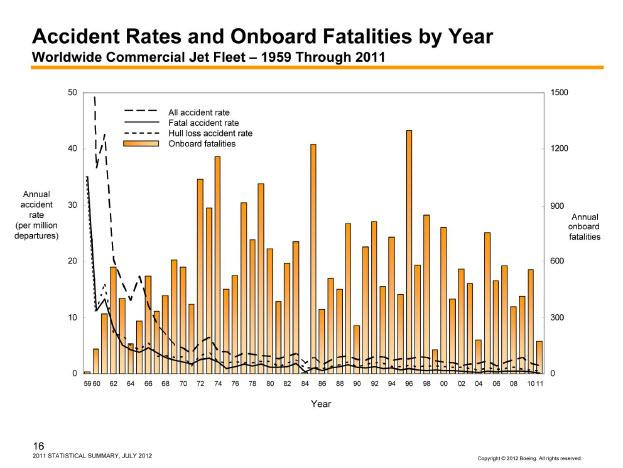 Accident Rates and Onboard Fatalities by Year
Worldwide Commercial Jet Fleet – 1959 Through 2011
50
40
30
20
10
0
Annual
accident
rate
(per million
departures)
All accident rate
Fatal accident rate
Hull loss accident rate
Onboard fatalities
1500
1200
900
600
300
0
Annual
onboard
fatalities
59 60 62 64 66 68 70 72 74 76 78 80 82 84 86 88 90 92 94 96 98 00 02 04 06 08 10 11
Year
16
2011 STATISTICAL SUMMARY, JULY 2012
Copyright © 2012 Boeing. All rights reserved.